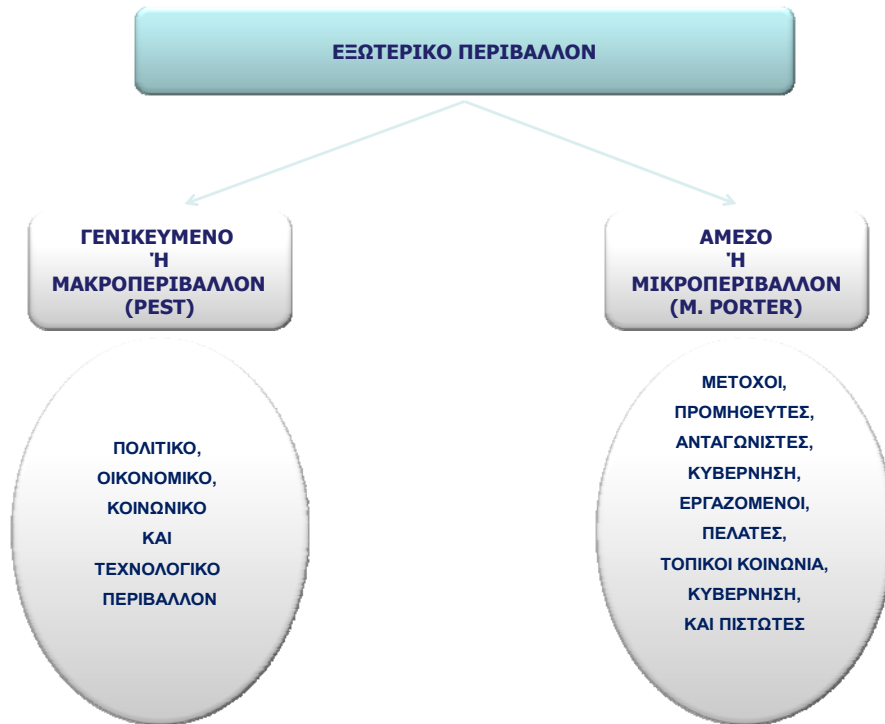 ΕΞΩΤΕΡΙΚΟ ΠΕΡΙΒΑΛΛΟΝ
ΓΕΝΙΚΕΥΜΕΝΟ
Ή
ΜΑΚΡΟΠΕΡΙΒΑΛΛΟΝ
(PEST)
ΠΟΛΙΤΙΚΟ,
ΟΙΚΟΝΟΜΙΚΟ,
ΚΟΙΝΩΝΙΚΟ
ΚΑΙ
ΤΕΧΝΟΛΟΓΙΚΟ
ΠΕΡΙΒΑΛΛΟΝ
ΑΜΕΣΟ
Ή
ΜΙΚΡΟΠΕΡΙΒΑΛΛΟΝ
(M. PORTER)
ΜΕΤΟΧΟΙ,
ΠΡΟΜΗΘΕΥΤΕΣ,
ΑΝΤΑΓΩΝΙΣΤΕΣ,
ΚΥΒΕΡΝΗΣΗ,
ΕΡΓΑΖΟΜΕΝΟΙ,
ΠΕΛΑΤΕΣ,
ΤΟΠΙΚΟΙ ΚΟΙΝΩΝΙΑ,
ΚΥΒΕΡΝΗΣΗ,
ΚΑΙ ΠΙΣΤΩΤΕΣ